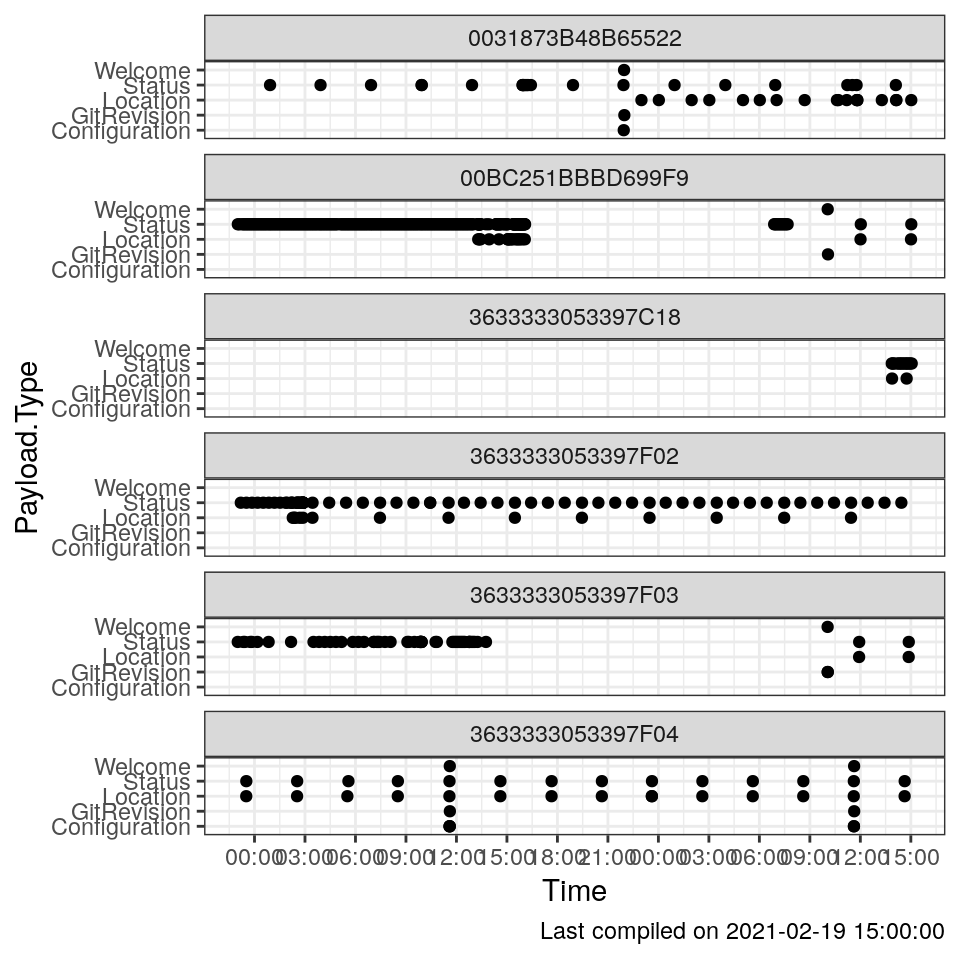 0031873B48B65522
Welcome
Status
Location
GitRevision
Configuration
00BC251BBBD699F9
Welcome
Status
Location
GitRevision
Configuration
3633333053397C18
Welcome
Status
Location
GitRevision
Configuration
3633333053397F02
Welcome
Status
Location
GitRevision
Configuration
3633333053397F03
Welcome
Status
Location
GitRevision
Configuration
3633333053397F04
Welcome
Status
Location
GitRevision
Configuration
Payload.Type
00:00 03:00 06:00 09:00 12:00 15:00 18:00 21:00 00:00 03:00 06:00 09:00 12:00 15:00
Time
Last compiled on 2021-02-19 15:00:00